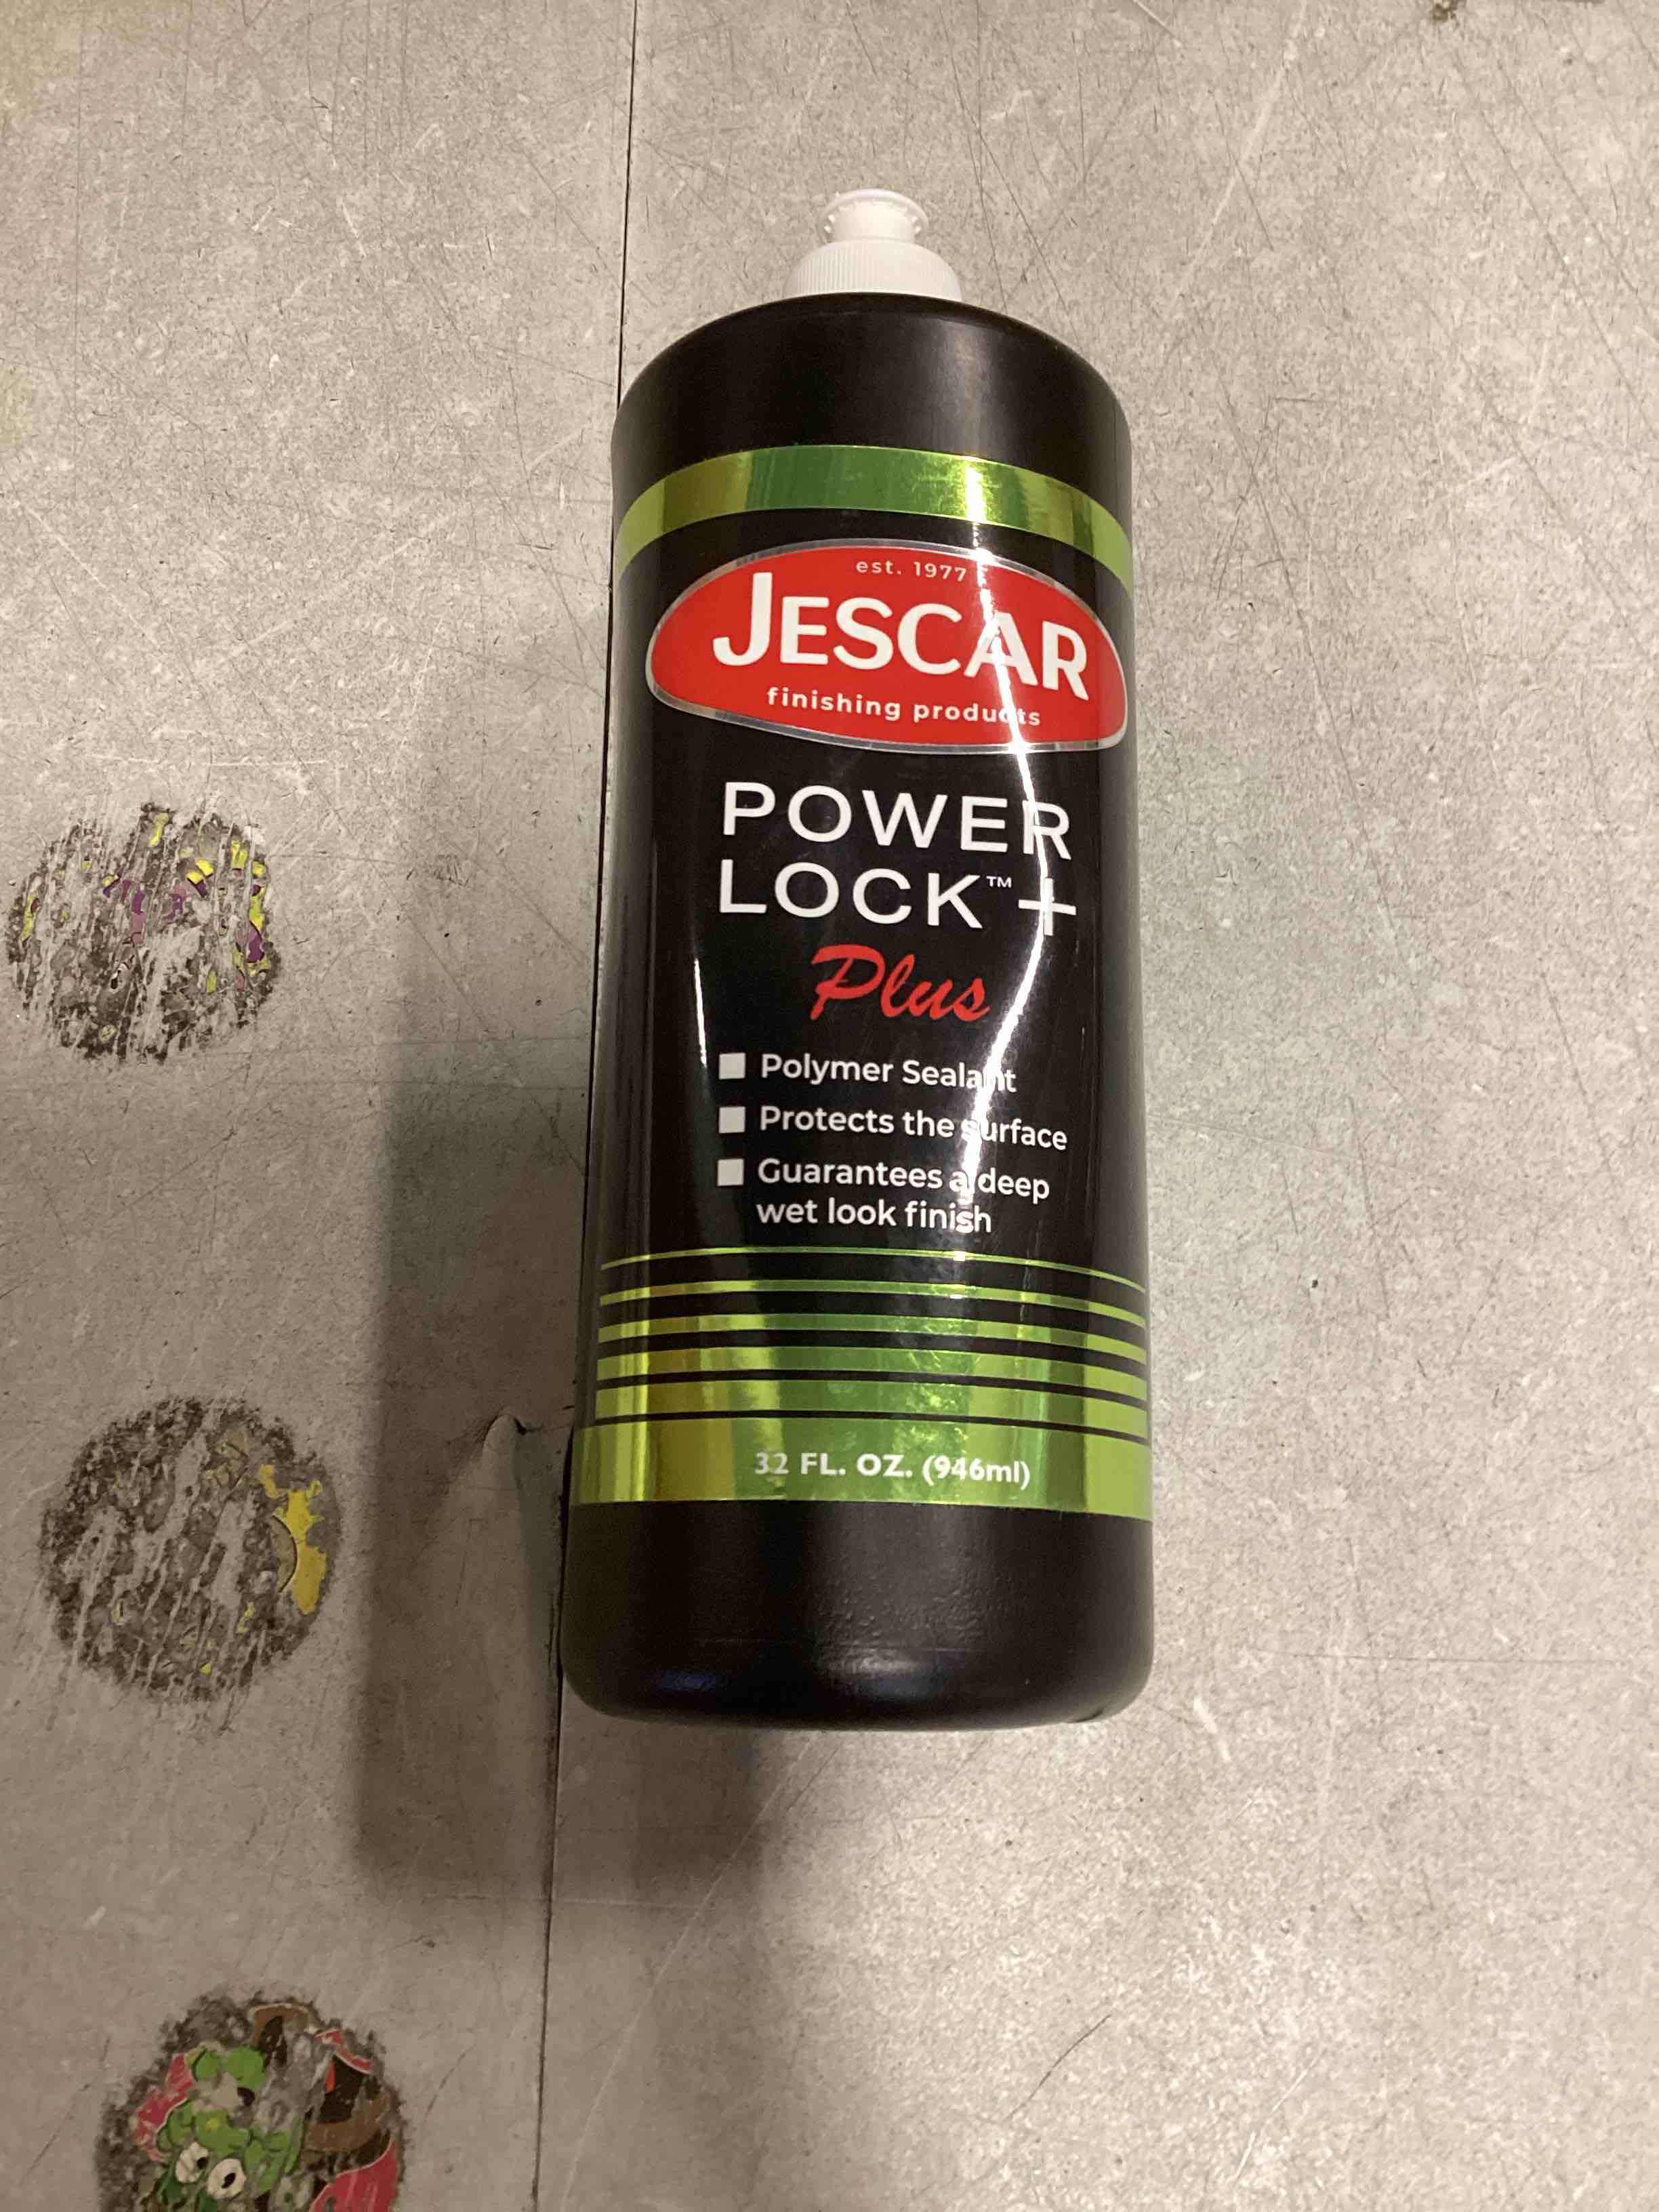 est. 1977
JESCAR
finishing products
POWER
LOCK™+
Plus
Polymer Sealant
Protects the surface
Guarantees a deep
wet look finish
32 FL. OZ. (946ml)